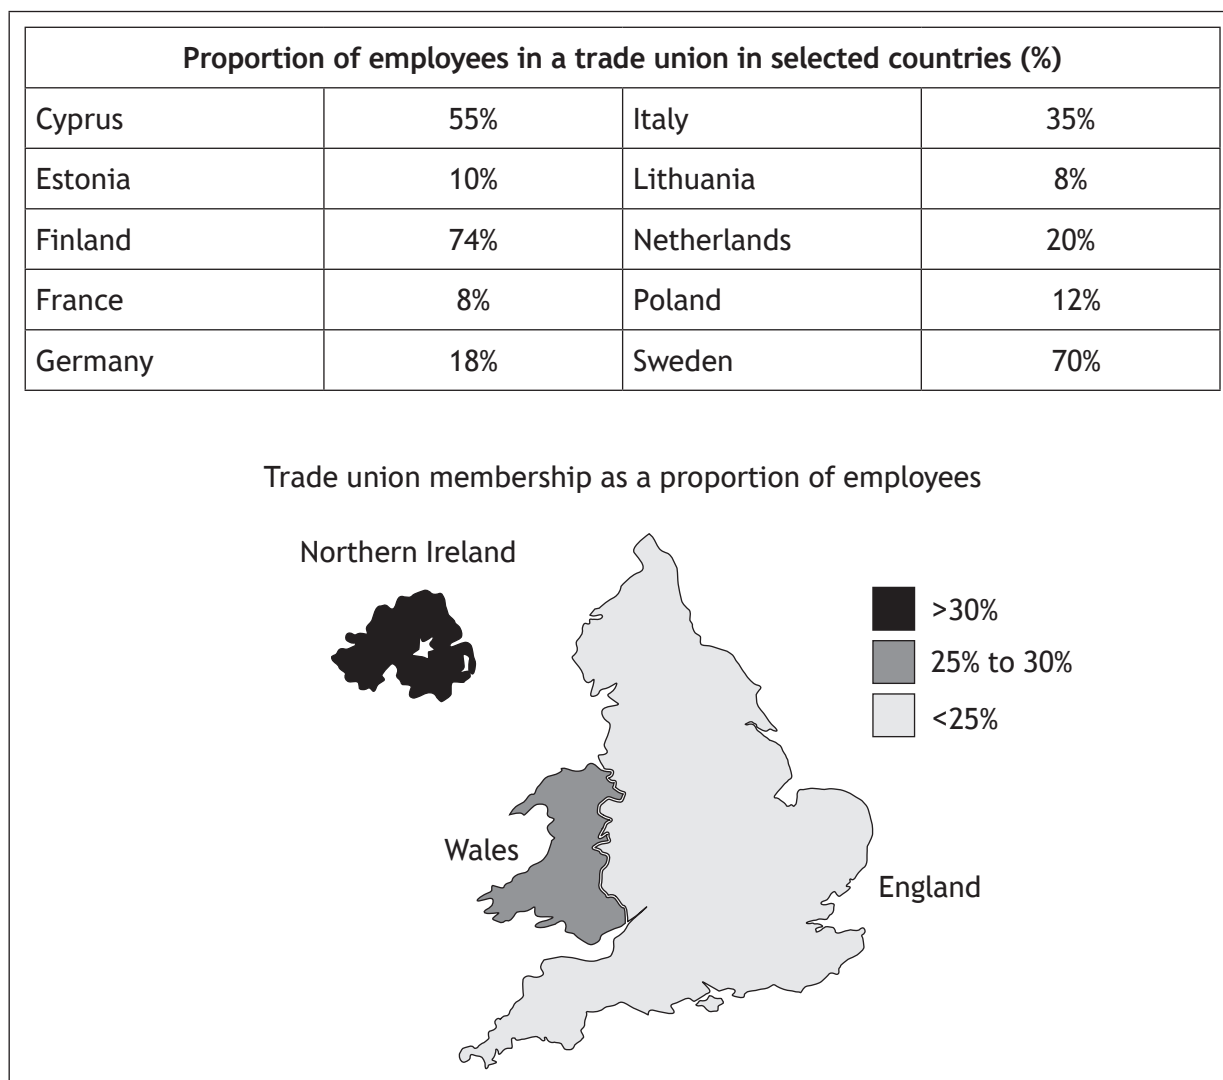 Proportion of employees in a trade union in selected countries (%)
Cyprus 55% Italy 35%
Estonia 10% Lithuania 8%
Finland 74% Netherlands 20%
France 8% Poland 12%
Germany 18% Sweden 70%
Trade union membership as a proportion of employees
Northern Ireland
>30%
25% to 30%
<25%
Wales
England